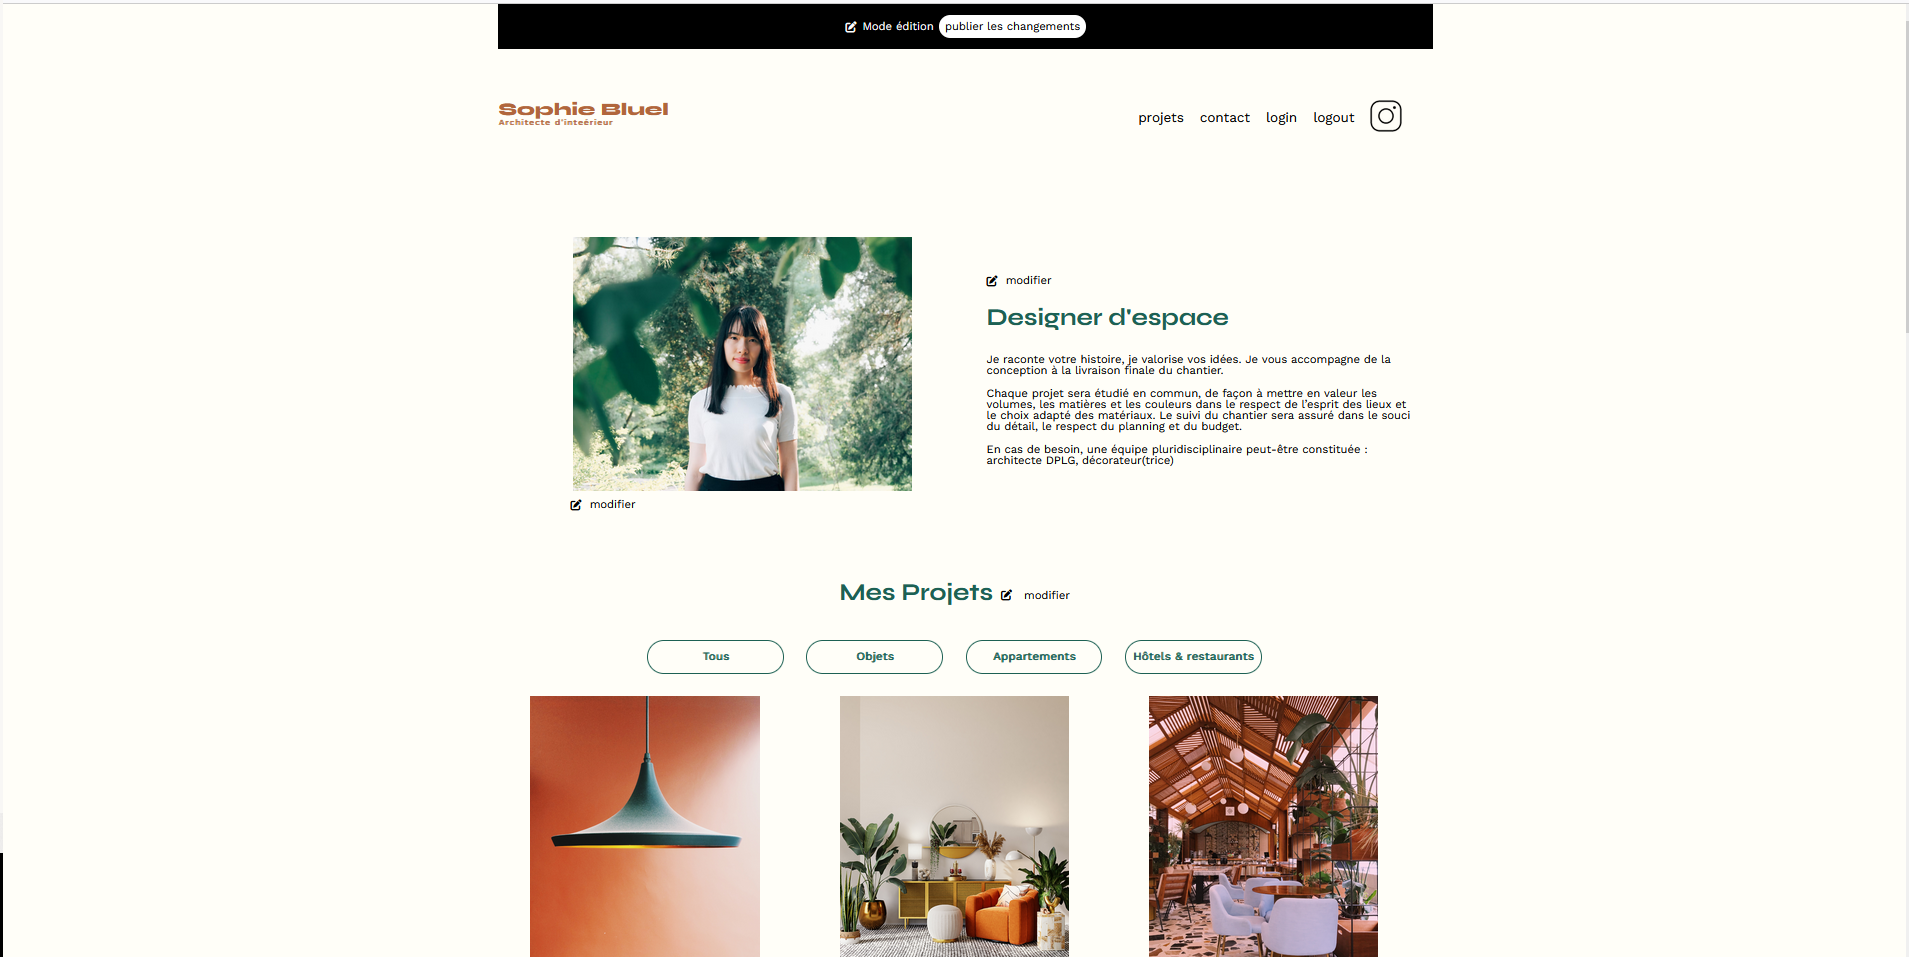 Mode édition publier les changements
Sophie Bluel
Architecte d'inteérieur
projets contact login logout
modifier
Designer d'espace
Je raconte votre histoire, je valorise vos idées. Je vous accompagne de la
conception à la livraison finale du chantier.
Chaque projet sera étudié en commun, de façon à mettre en valeur les
volumes, les matières et les couleurs dans le respect de l'esprit des lieux et
le choix adapté des matériaux. Le suivi du chantier sera assuré dans le souci
du détail, le respect du planning et du budget.
En cas de besoin, une équipe pluridisciplinaire peut-être constituée :
architecte DPLG, décorateur(trice)
modifier
Mes Projets modifier
Tous Objets Appartements Hôtels & restaurants